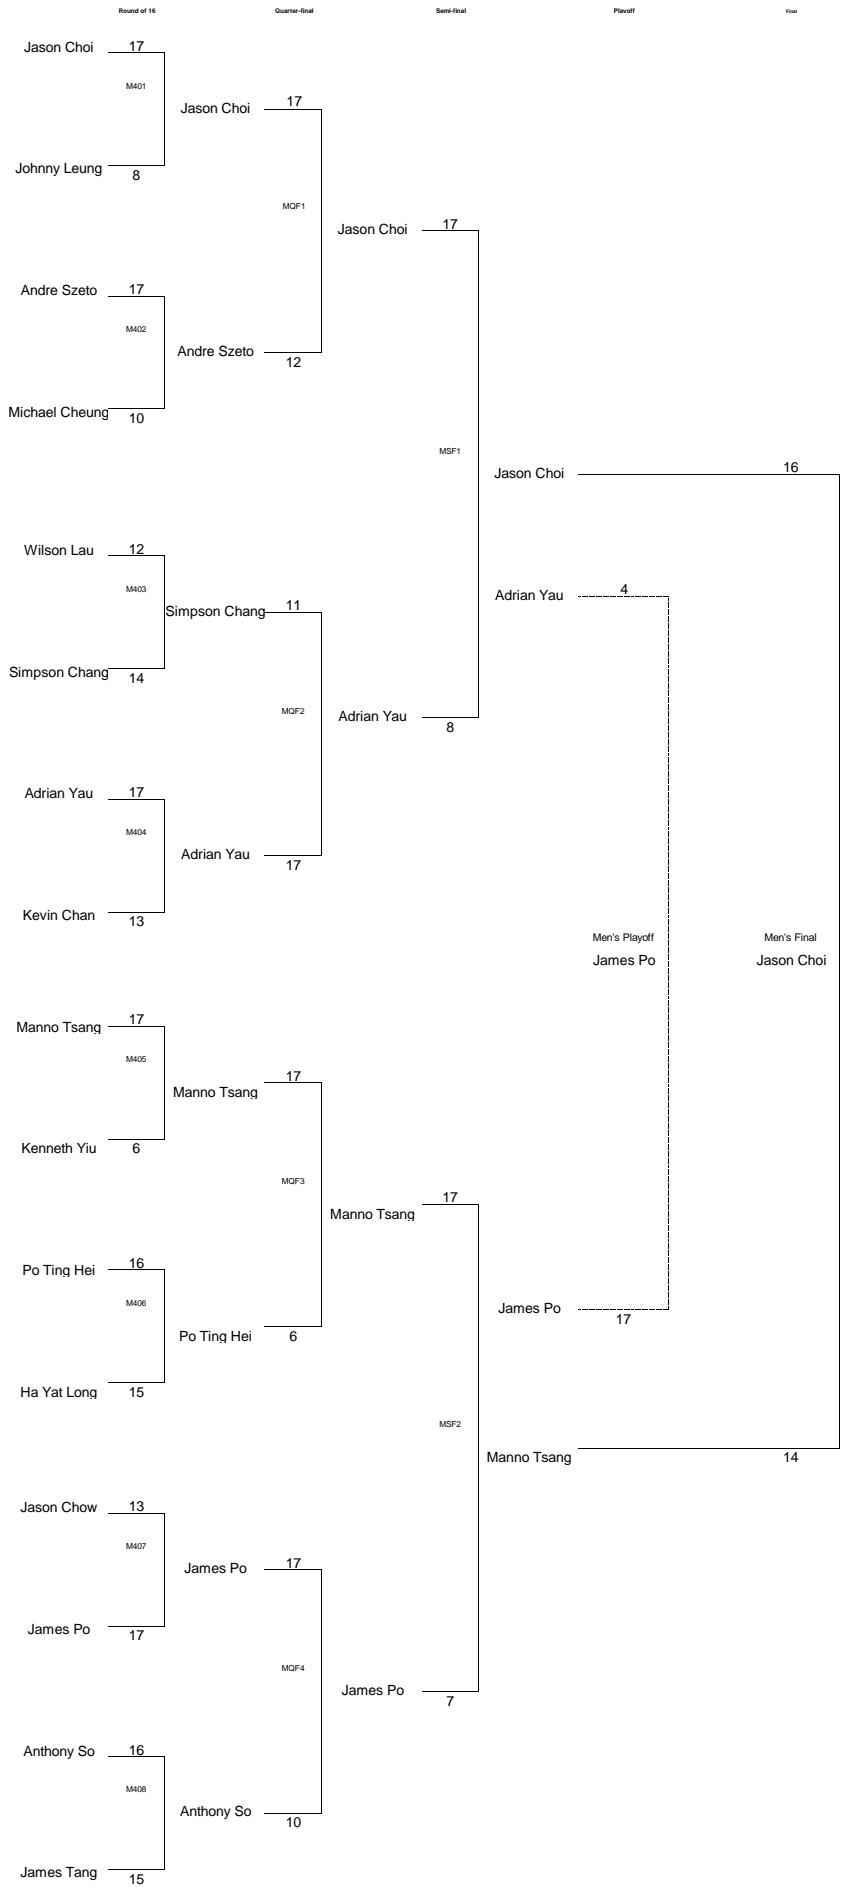 Round of 16 Quarter-final Semi-final Playoff Final
Jason Choi 17
M401
Jason Choi 17
Johnny Leung 8
MQF1
Jason Choi 17
Andre Szeto 17
M402
Andre Szeto 12
Michael Cheung 10
MSF1
Jason Choi 16
Wilson Lau 12
M403
Adrian Yau 4
Simpson Chang 11
Simpson Chang 14
MQF2
Adrian Yau 8
Adrian Yau 17
M404
Adrian Yau 17
Kevin Chan 13
Men's Playoff Men's Final
James Po Jason Choi
Manno Tsang 17
M405
Manno Tsang 17
Kenneth Yiu 6
MQF3
Manno Tsang 17
Po Ting Hei 16
M406
James Po 17
Po Ting Hei 6
Ha Yat Long 15
MSF2
Manno Tsang 14
Jason Chow 13
M407
James Po 17
James Po 17
MQF4
James Po 7
Anthony So 16
M408
Anthony So 10
James Tang 15